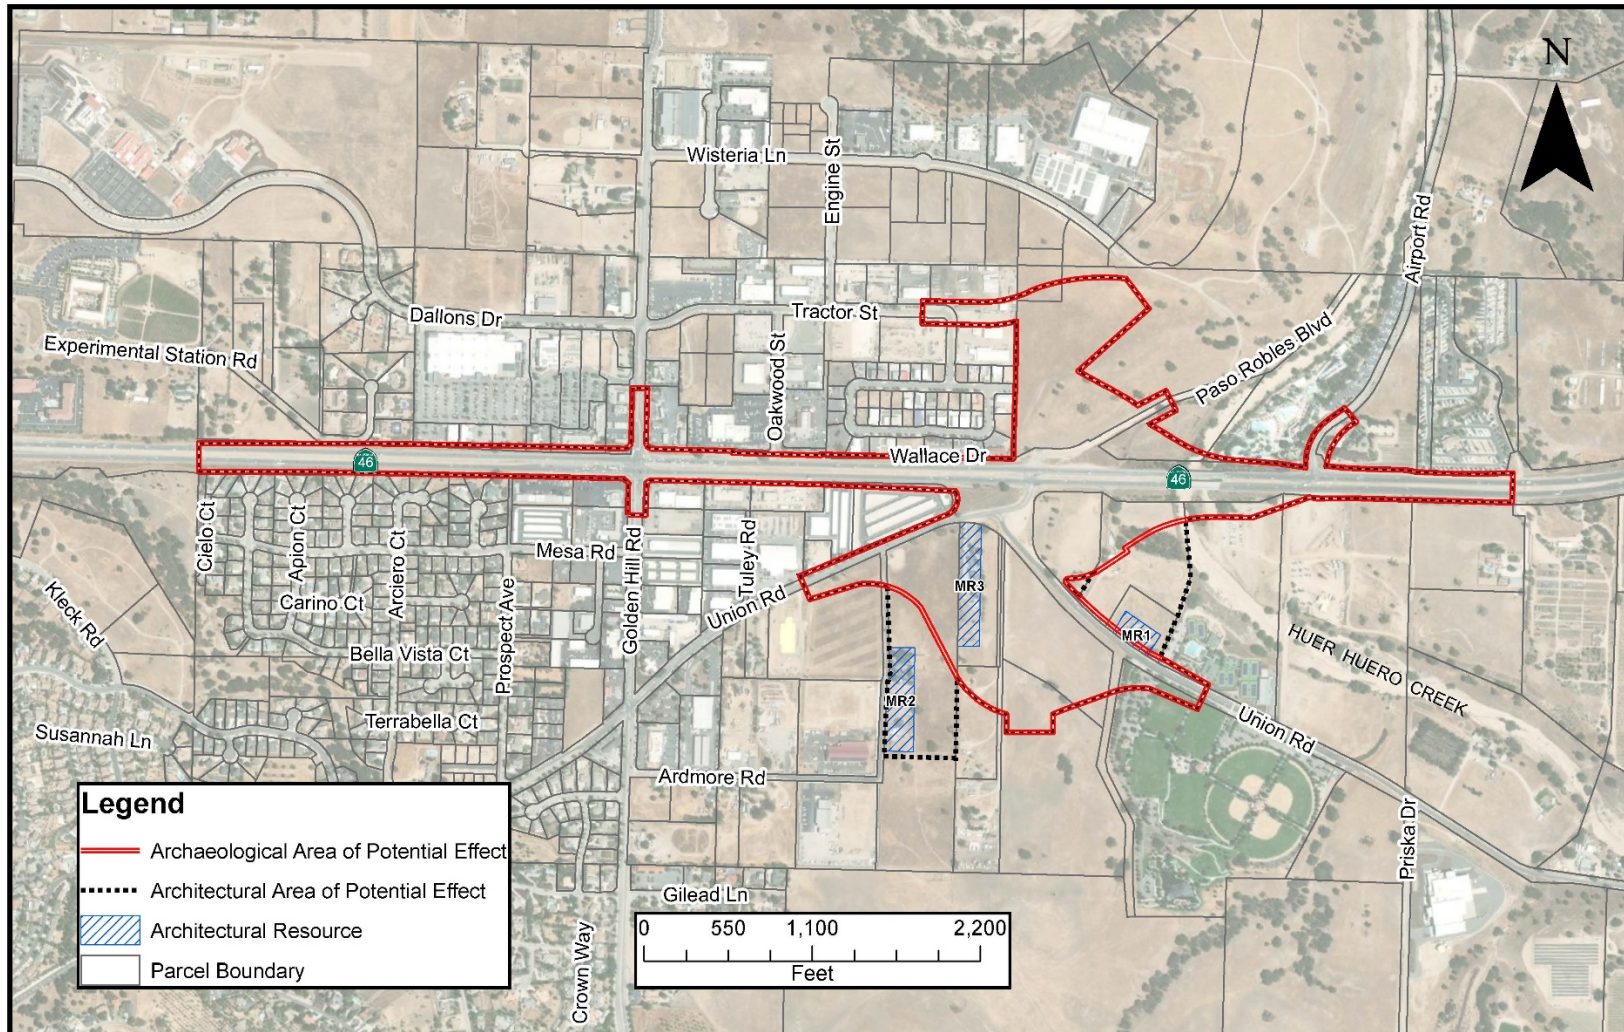 N
Wisteria Ln
Engine St
Airport Rd
Dallons Dr
Tractor St
Experimental Station Rd
Oakwood St
Paso Robles Blvd
Wallace Dr
46
46
Cielo Ct
Apion Ct
Arciero Ct
Mesa Rd
Golden Hill Rd
Tuley Rd
Union Rd
MR3
MR1
MR2
Kleck Rd
Carino Ct
Bella Vista Ct
Prospect Ave
HUER HUERO CREEK
Terrabella Ct
Susannah Ln
Union Rd
Ardmore Rd
Priska Dr
Gilead Ln
Crown Way
Legend
Archaeological Area of Potential Effect
Architectural Area of Potential Effect
Architectural Resource
Parcel Boundary
0 550 1,100 2,200
Feet